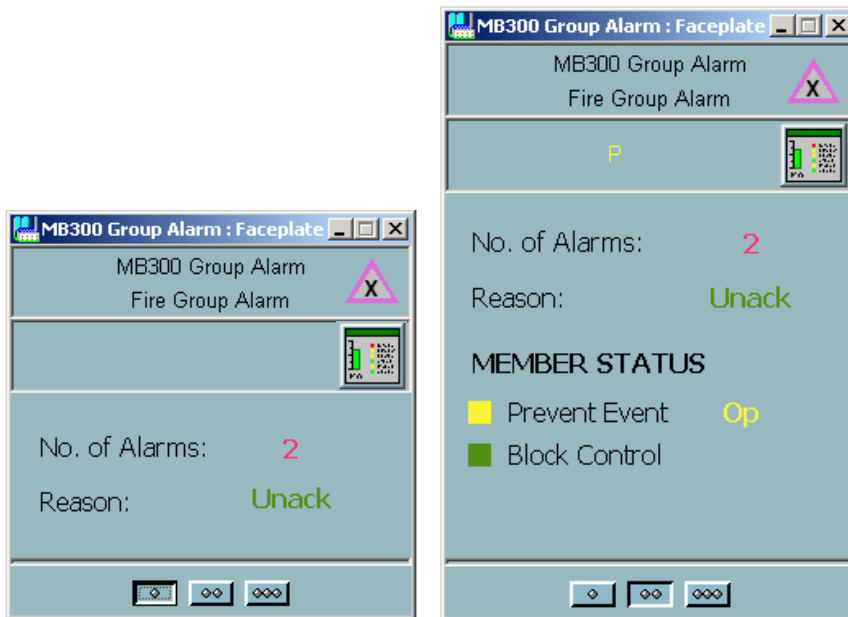 MB300 Group Alarm : Faceplate
MB300 Group Alarm
Fire Group Alarm
X
No. of Alarms: 2
Reason: Unack
MB300 Group Alarm : Faceplate
MB300 Group Alarm
Fire Group Alarm
X
P
No. of Alarms: 2
Reason: Unack
MEMBER STATUS
Prevent Event Op
Block Control